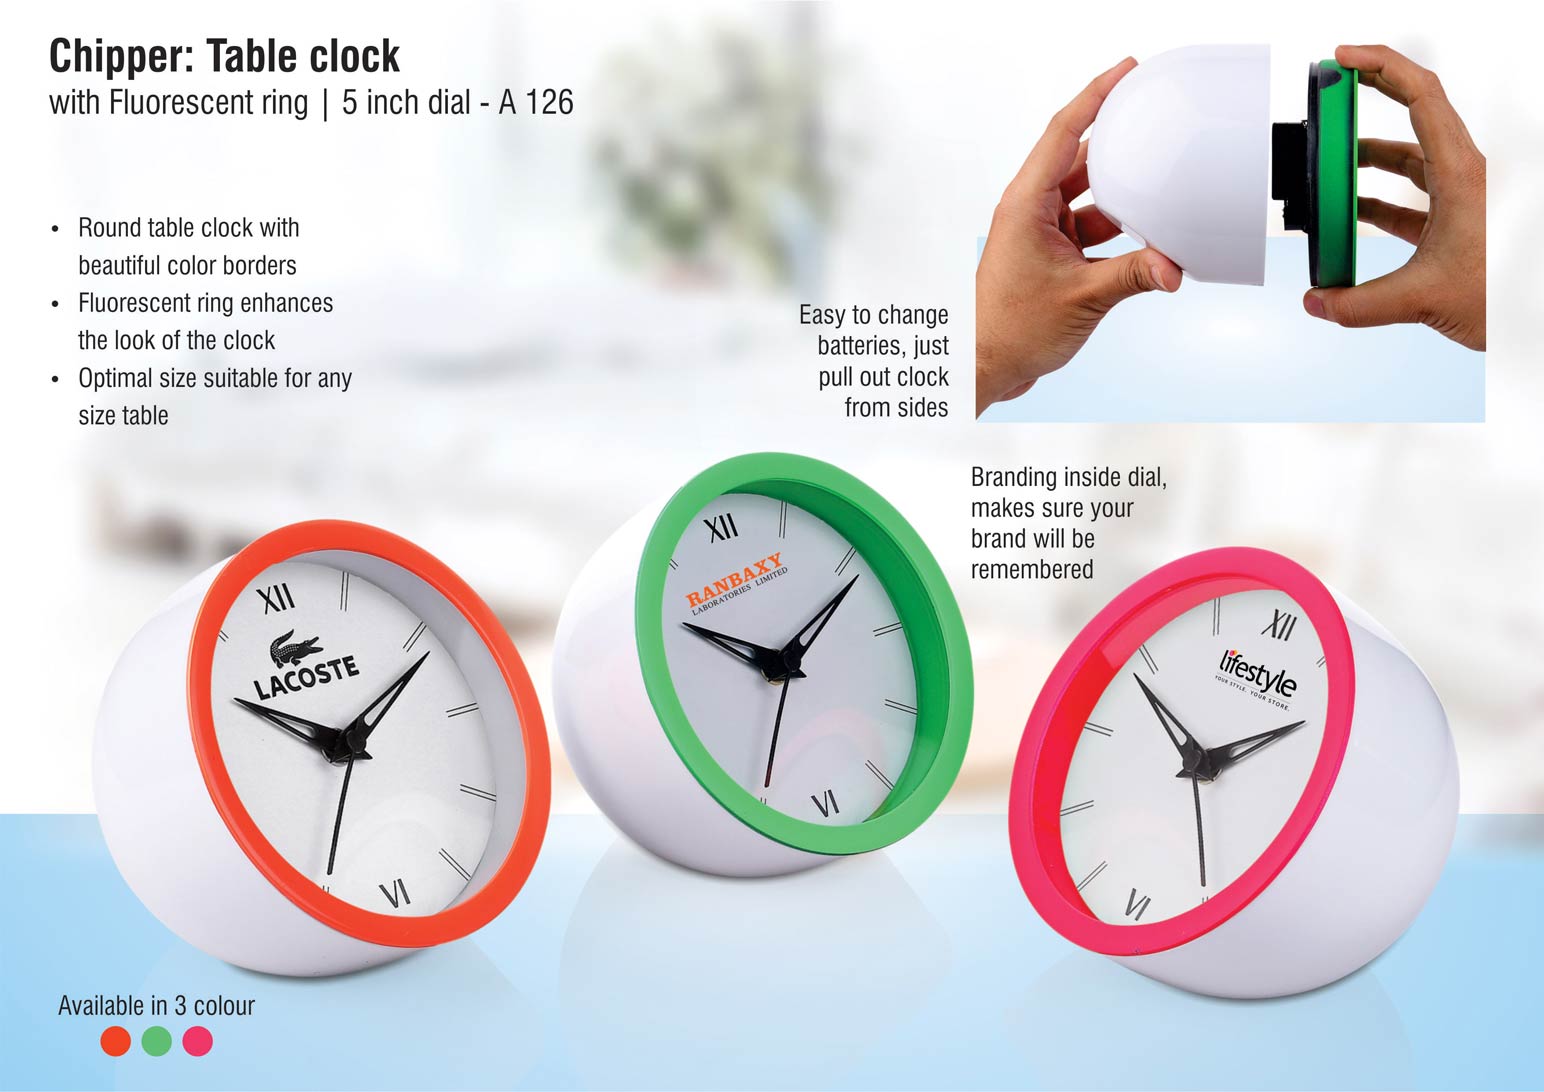 Chipper: Table clock
with Fluorescent ring | 5 inch dial - A 126
• Round table clock with
beautiful color borders
• Fluorescent ring enhances
the look of the clock
• Optimal size suitable for any
size table
Easy to change
batteries, just
pull out clock
from sides
Branding inside dial,
makes sure your
brand will be
remembered
XII
LACOSTE
VI
XII
RANBAXY
LABORATORIES LIMITED
VI
XII
lifestyle
YOUR STYLE. YOUR STORE.
VI
Available in 3 colour